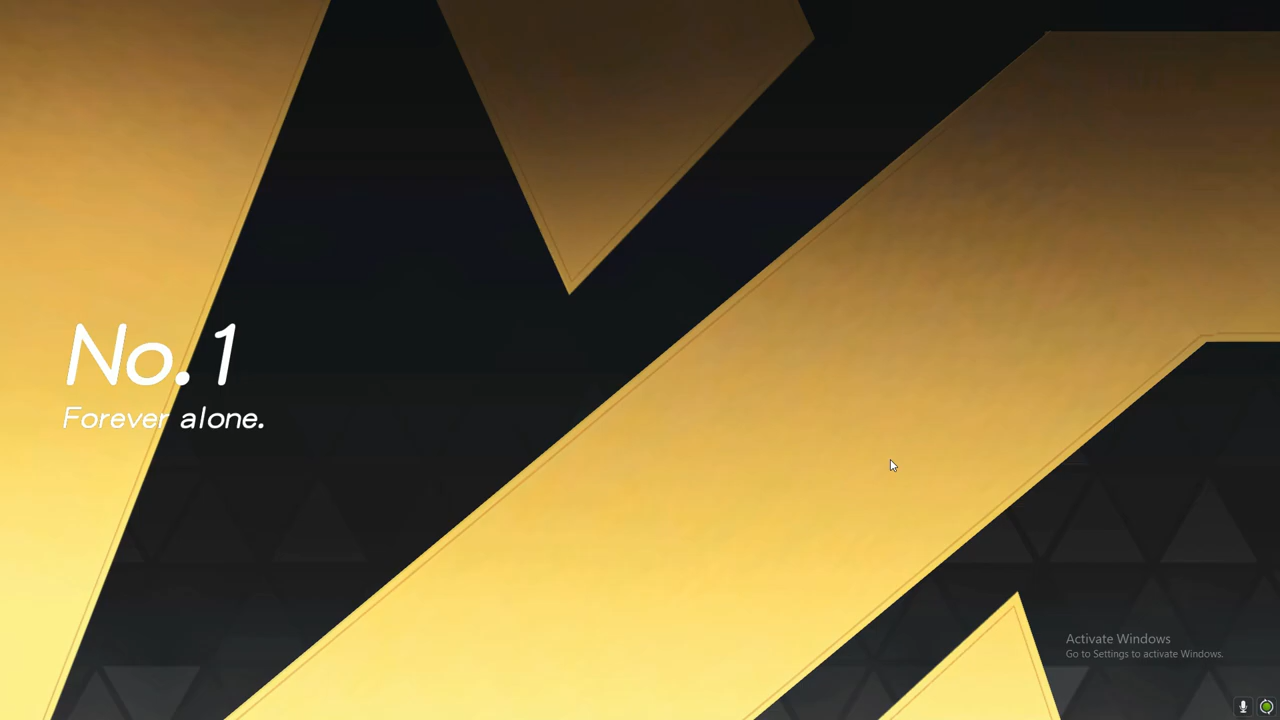 No.1
Forever alone.
Activate Windows
Go to Settings to activate Windows.